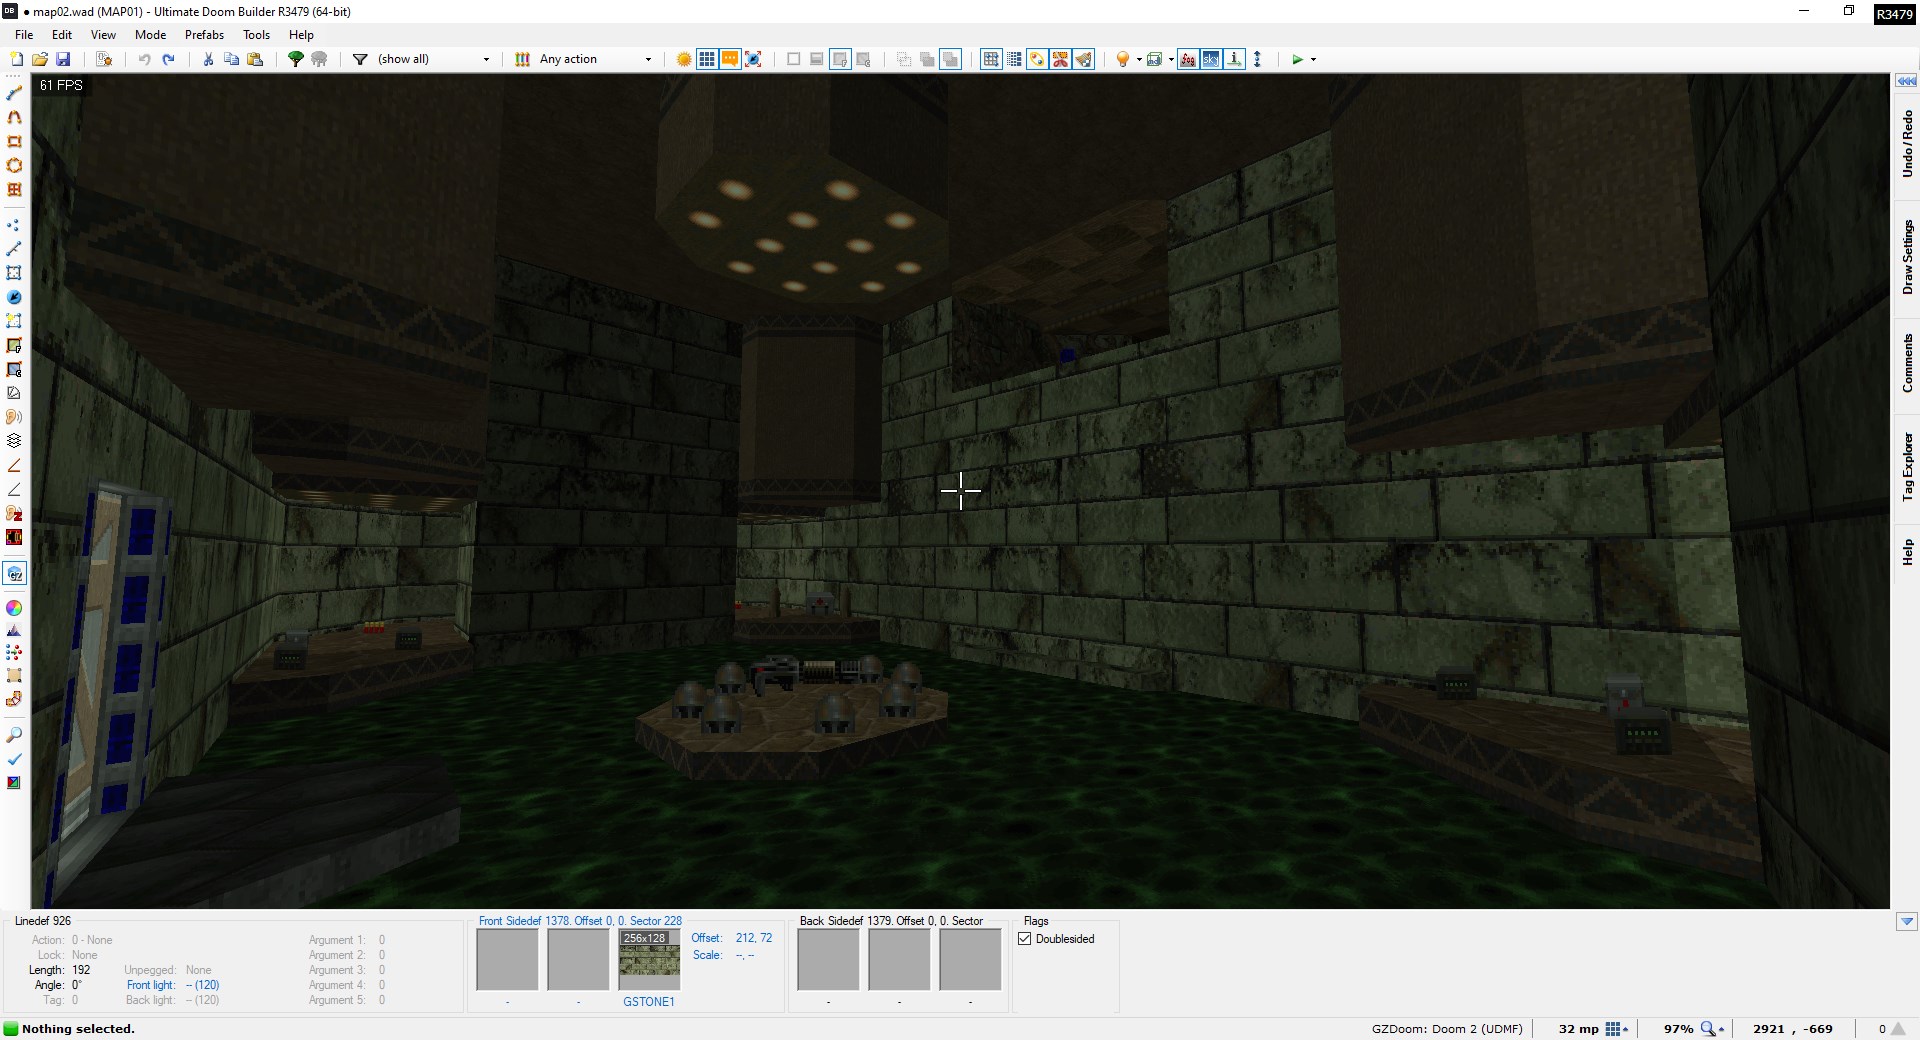 map02.wad (MAP01) - Ultimate Doom Builder R3479 (64-bit)
R3479
File Edit View Mode Prefabs Tools Help
(show all) Any action
61 FPS
Undo / Redo
Draw Settings
Comments
Tag Explorer
Help
Linedef 926
Action: 0 - None
Lock: None
Length: 192 Unpegged: None
Angle: 0° Front light: -- (120)
Tag: 0 Back light: -- (120)
Argument 1: 0
Argument 2: 0
Argument 3: 0
Argument 4: 0
Argument 5: 0
Front Sidedef 1378. Offset 0, 0. Sector 228
256x128
Offset: 212, 72
Scale: --, --
- - GSTONE1
Back Sidedef 1379. Offset 0, 0. Sector
- - -
Flags
Doublesided
Nothing selected.
GZDoom: Doom 2 (UDMF) 32 mp 97% 2921 , -669 0